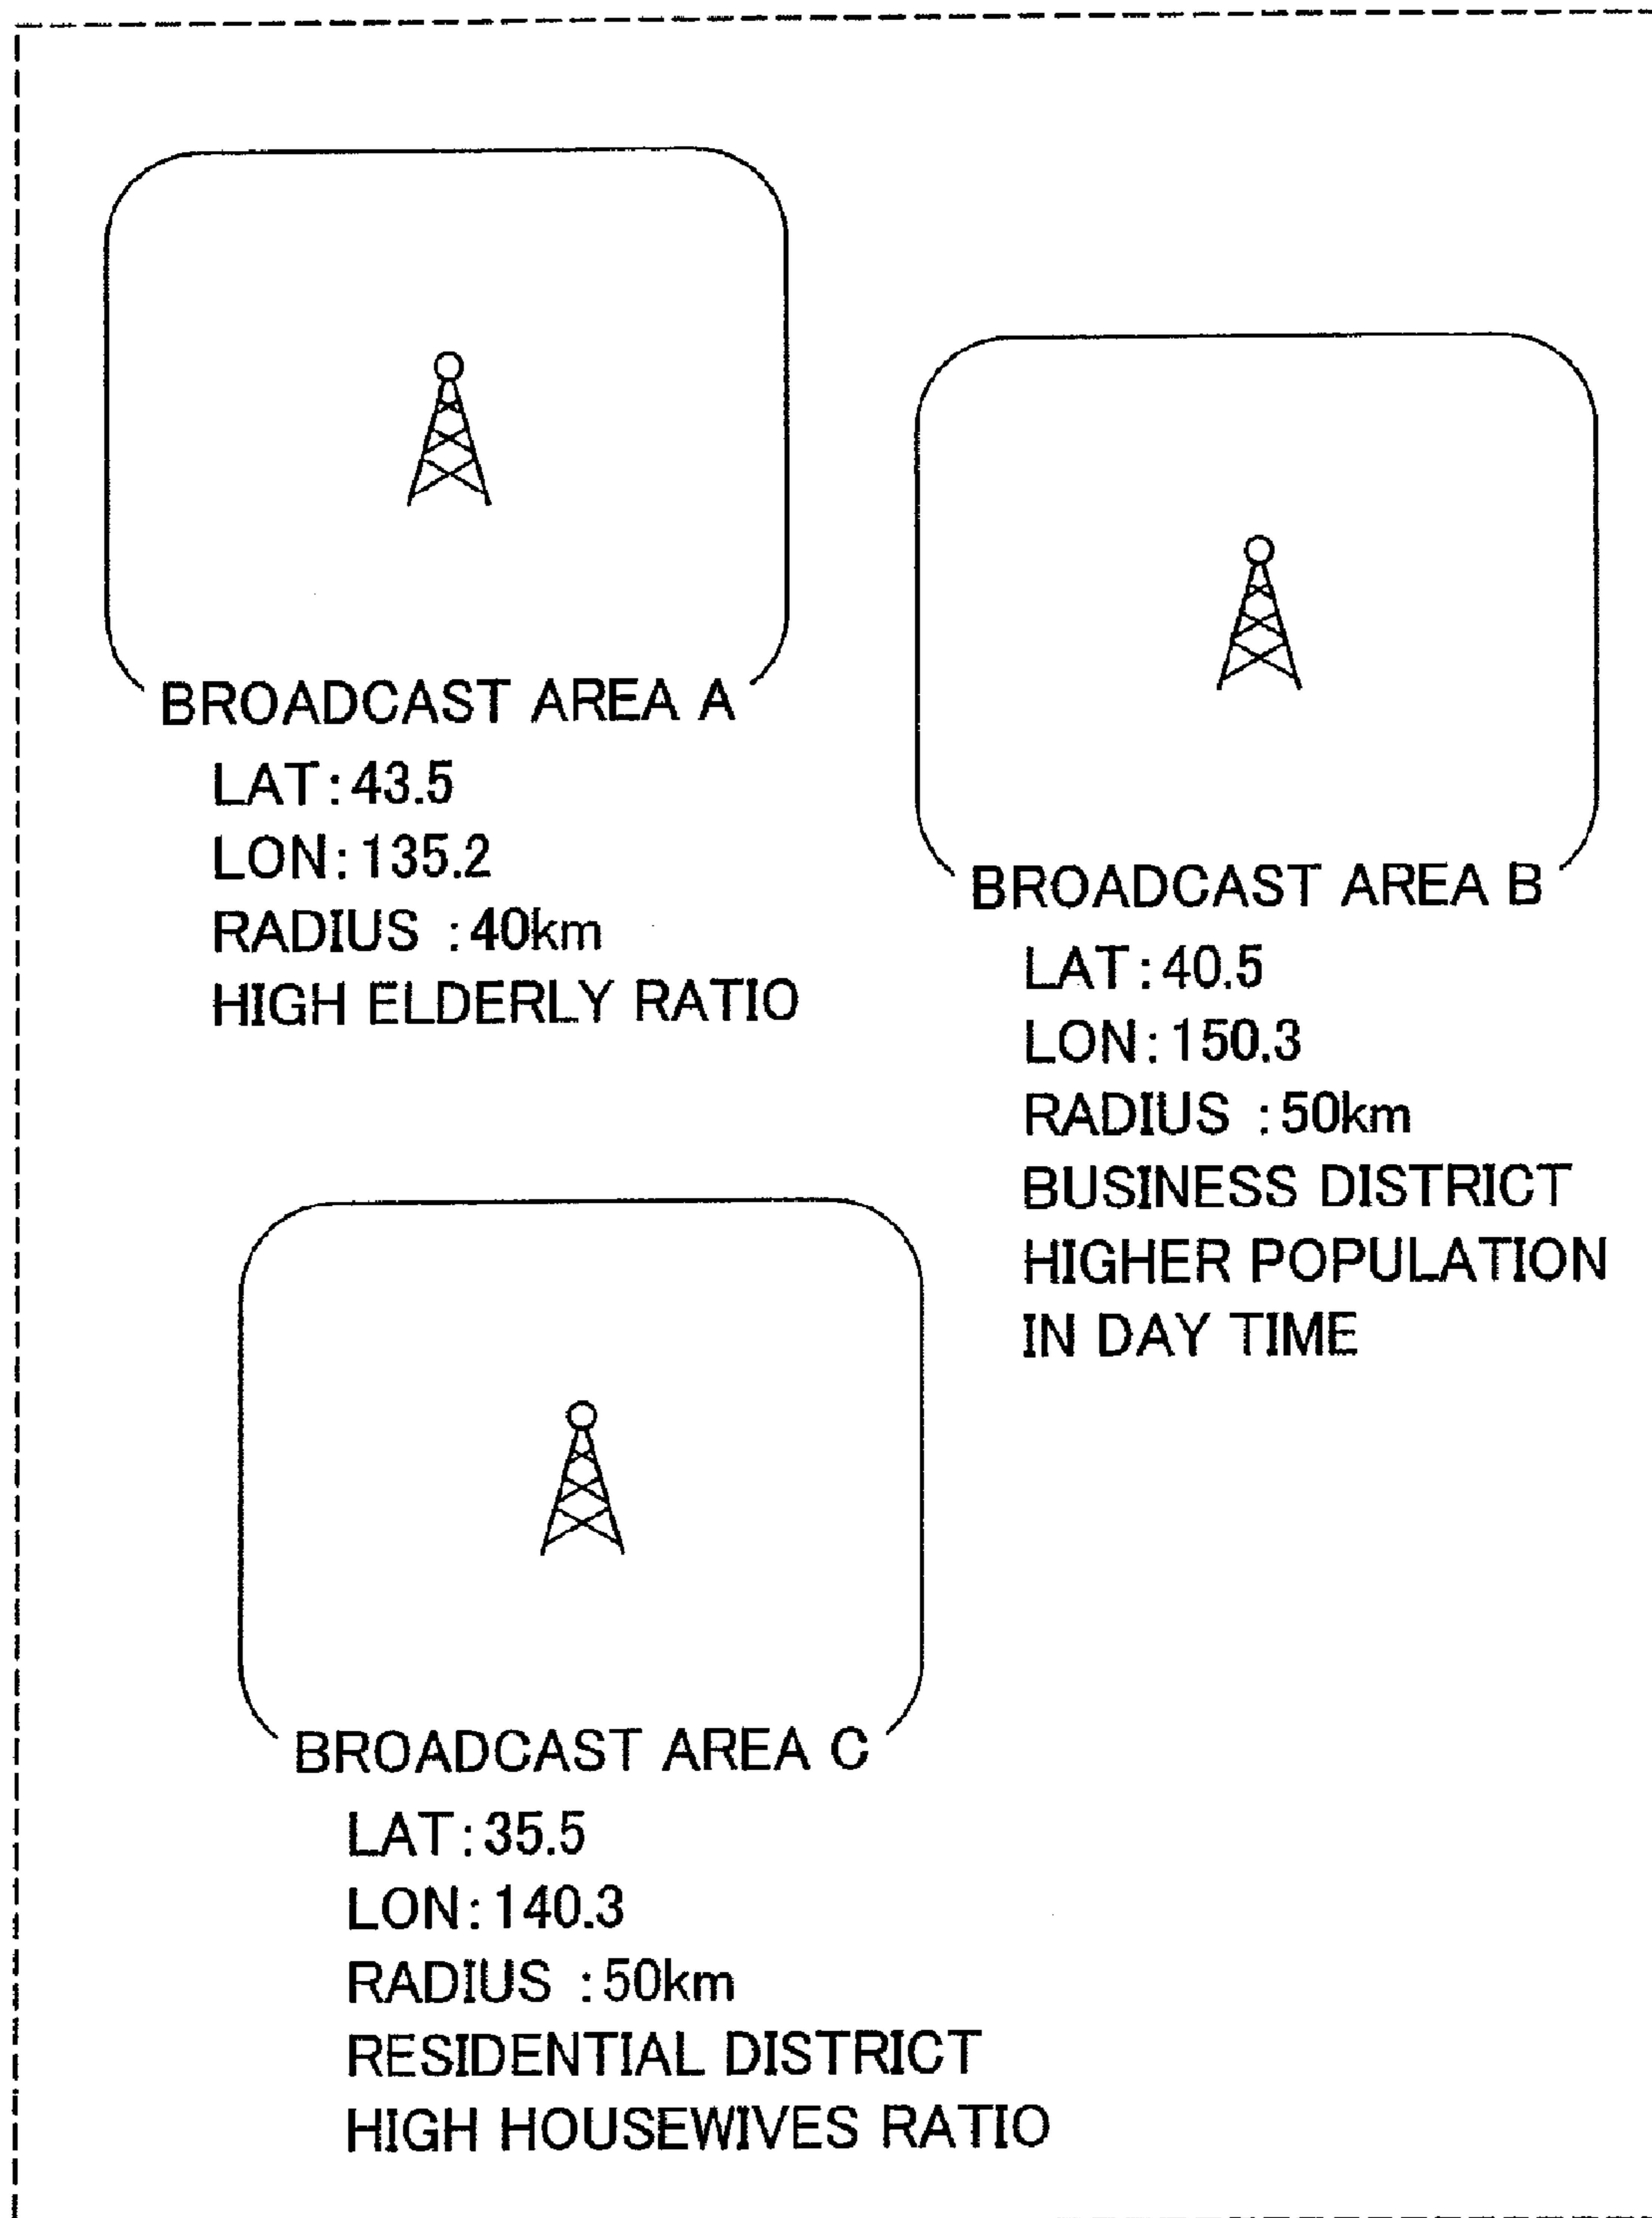 BROADCAST AREA A
LAT:43.5
LON:135.2
RADIUS :40km
HIGH ELDERLY RATIO
BROADCAST AREA B
LAT:40.5
LON:150.3
RADIUS :50km
BUSINESS DISTRICT
HIGHER POPULATION
IN DAY TIME
BROADCAST AREA C
LAT:35.5
LON:140.3
RADIUS :50km
RESIDENTIAL DISTRICT
HIGH HOUSEWIVES RATIO